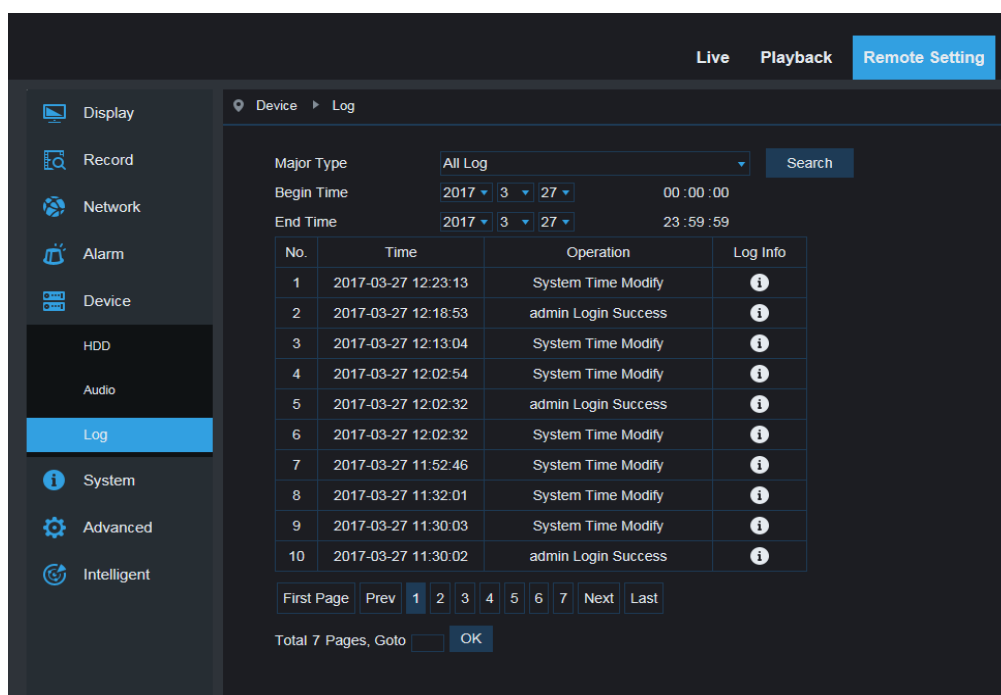 Live Playback Remote Setting
Display
Record
Network
Alarm
Device
HDD
Audio
Log
System
Advanced
Intelligent
Device Log
Major Type All Log Search
Begin Time 2017 3 27 00 :00 :00
End Time 2017 3 27 23 :59 :59
No. Time Operation Log Info
1 2017-03-27 12:23:13 System Time Modify
2 2017-03-27 12:18:53 admin Login Success
3 2017-03-27 12:13:04 System Time Modify
4 2017-03-27 12:02:54 System Time Modify
5 2017-03-27 12:02:32 admin Login Success
6 2017-03-27 12:02:32 System Time Modify
7 2017-03-27 11:52:46 System Time Modify
8 2017-03-27 11:32:01 System Time Modify
9 2017-03-27 11:30:03 System Time Modify
10 2017-03-27 11:30:02 admin Login Success
First Page Prev 1 2 3 4 5 6 7 Next Last
Total 7 Pages, Goto OK